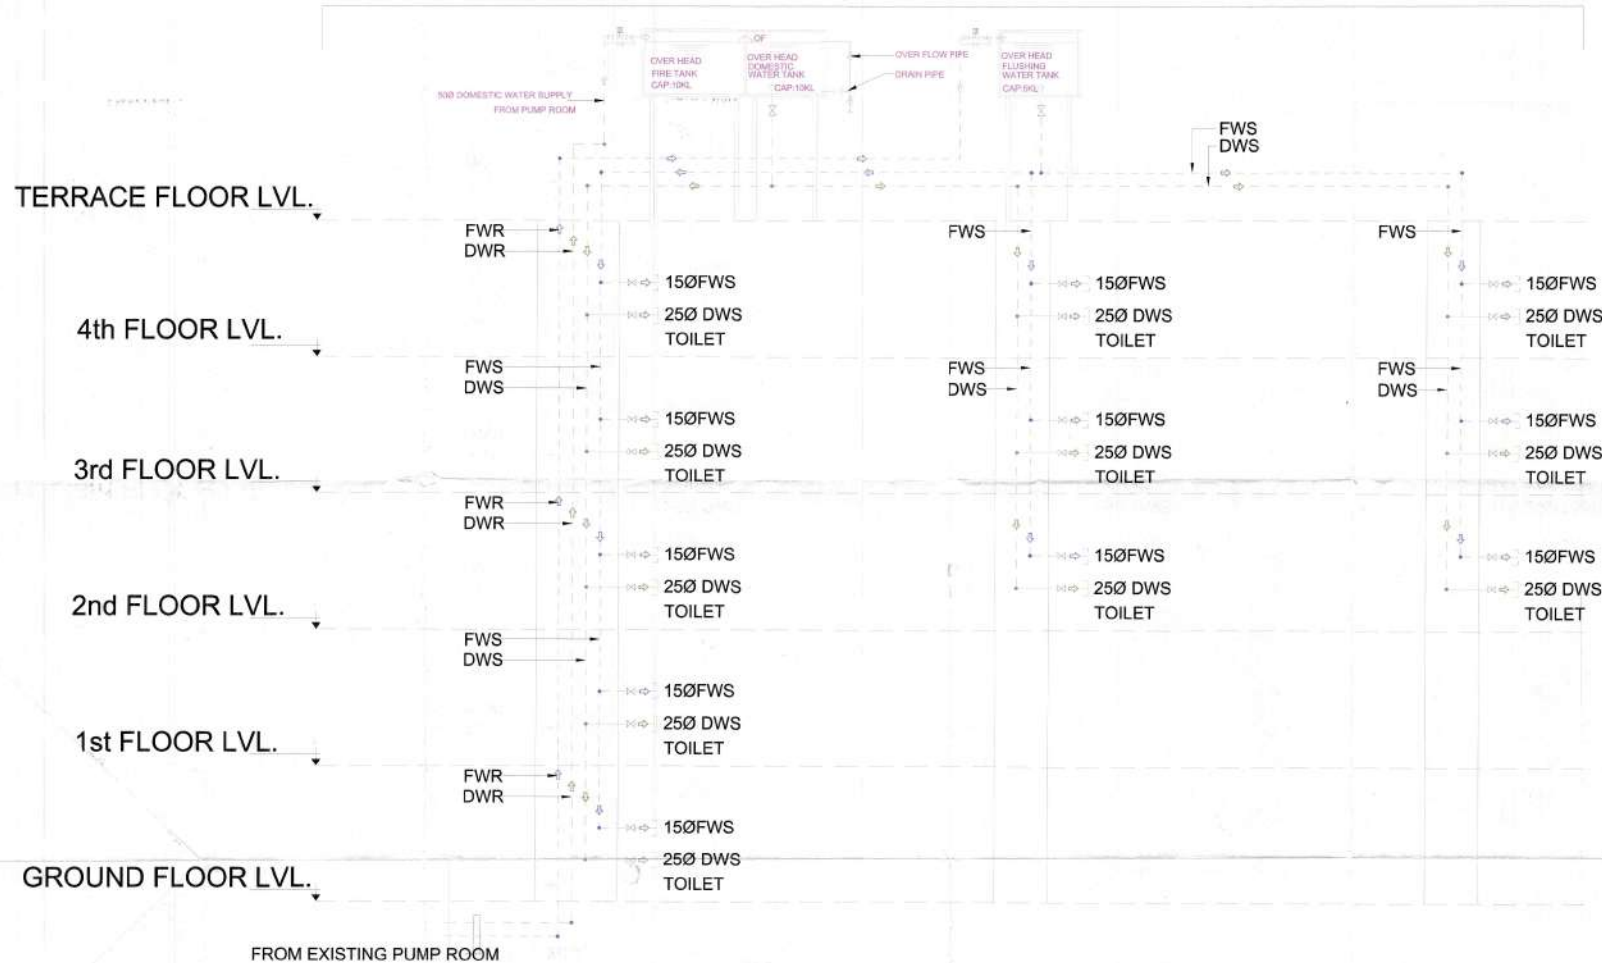 OF
OVER HEAD
FIRE TANK
CAP:10KL
OVER HEAD
DOMESTIC
WATER TANK
CAP:10KL
OVER FLOW PIPE
DRAIN PIPE
OVER HEAD
FLUSHING
WATER TANK
CAP:5KL
50Ø DOMESTIC WATER SUPPLY
FROM PUMP ROOM
FWS
DWS
TERRACE FLOOR LVL.
FWR
DWR
FWS
FWS
15ØFWS
25Ø DWS
TOILET
15ØFWS
25Ø DWS
TOILET
15ØFWS
25Ø DWS
4th FLOOR LVL.
TOILET
FWS
DWS
FWS
DWS
FWS
DWS
15ØFWS
25Ø DWS
TOILET
15ØFWS
25Ø DWS
TOILET
15ØFWS
25Ø DWS
TOILET
3rd FLOOR LVL.
FWR
DWR
15ØFWS
25Ø DWS
TOILET
15ØFWS
25Ø DWS
TOILET
15ØFWS
25Ø DWS
TOILET
2nd FLOOR LVL.
FWS
DWS
15ØFWS
25Ø DWS
TOILET
1st FLOOR LVL.
FWR
DWR
15ØFWS
25Ø DWS
TOILET
GROUND FLOOR LVL.
FROM EXISTING PUMP ROOM